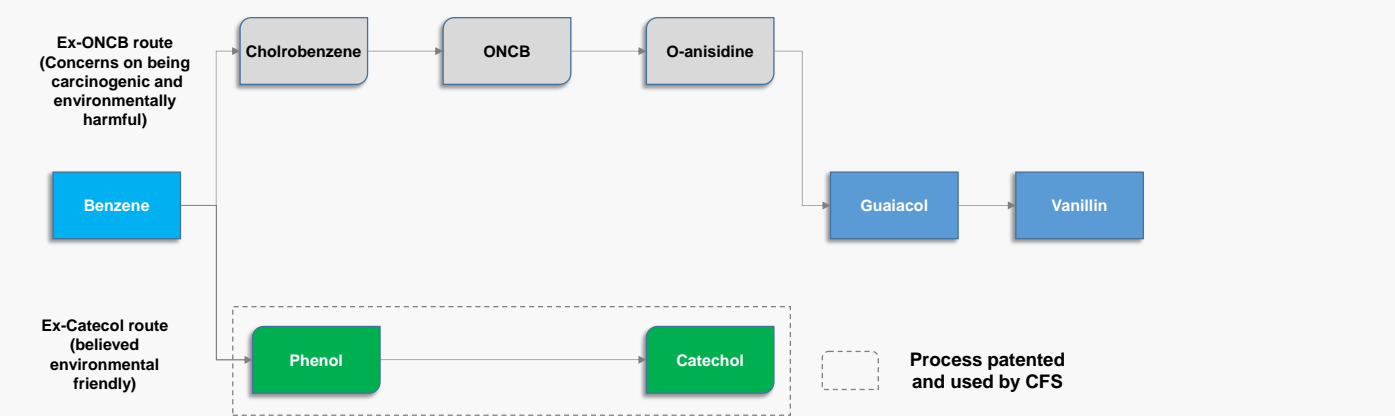 Ex-ONCB route
(Concerns on being
carcinogenic and
environmentally
harmful)
Cholrobenzene
ONCB
O-anisidine
Benzene
Guaiacol
Vanillin
Ex-Catecol route
(believed
environmental
friendly)
Phenol
Catechol
Process patented
and used by CFS